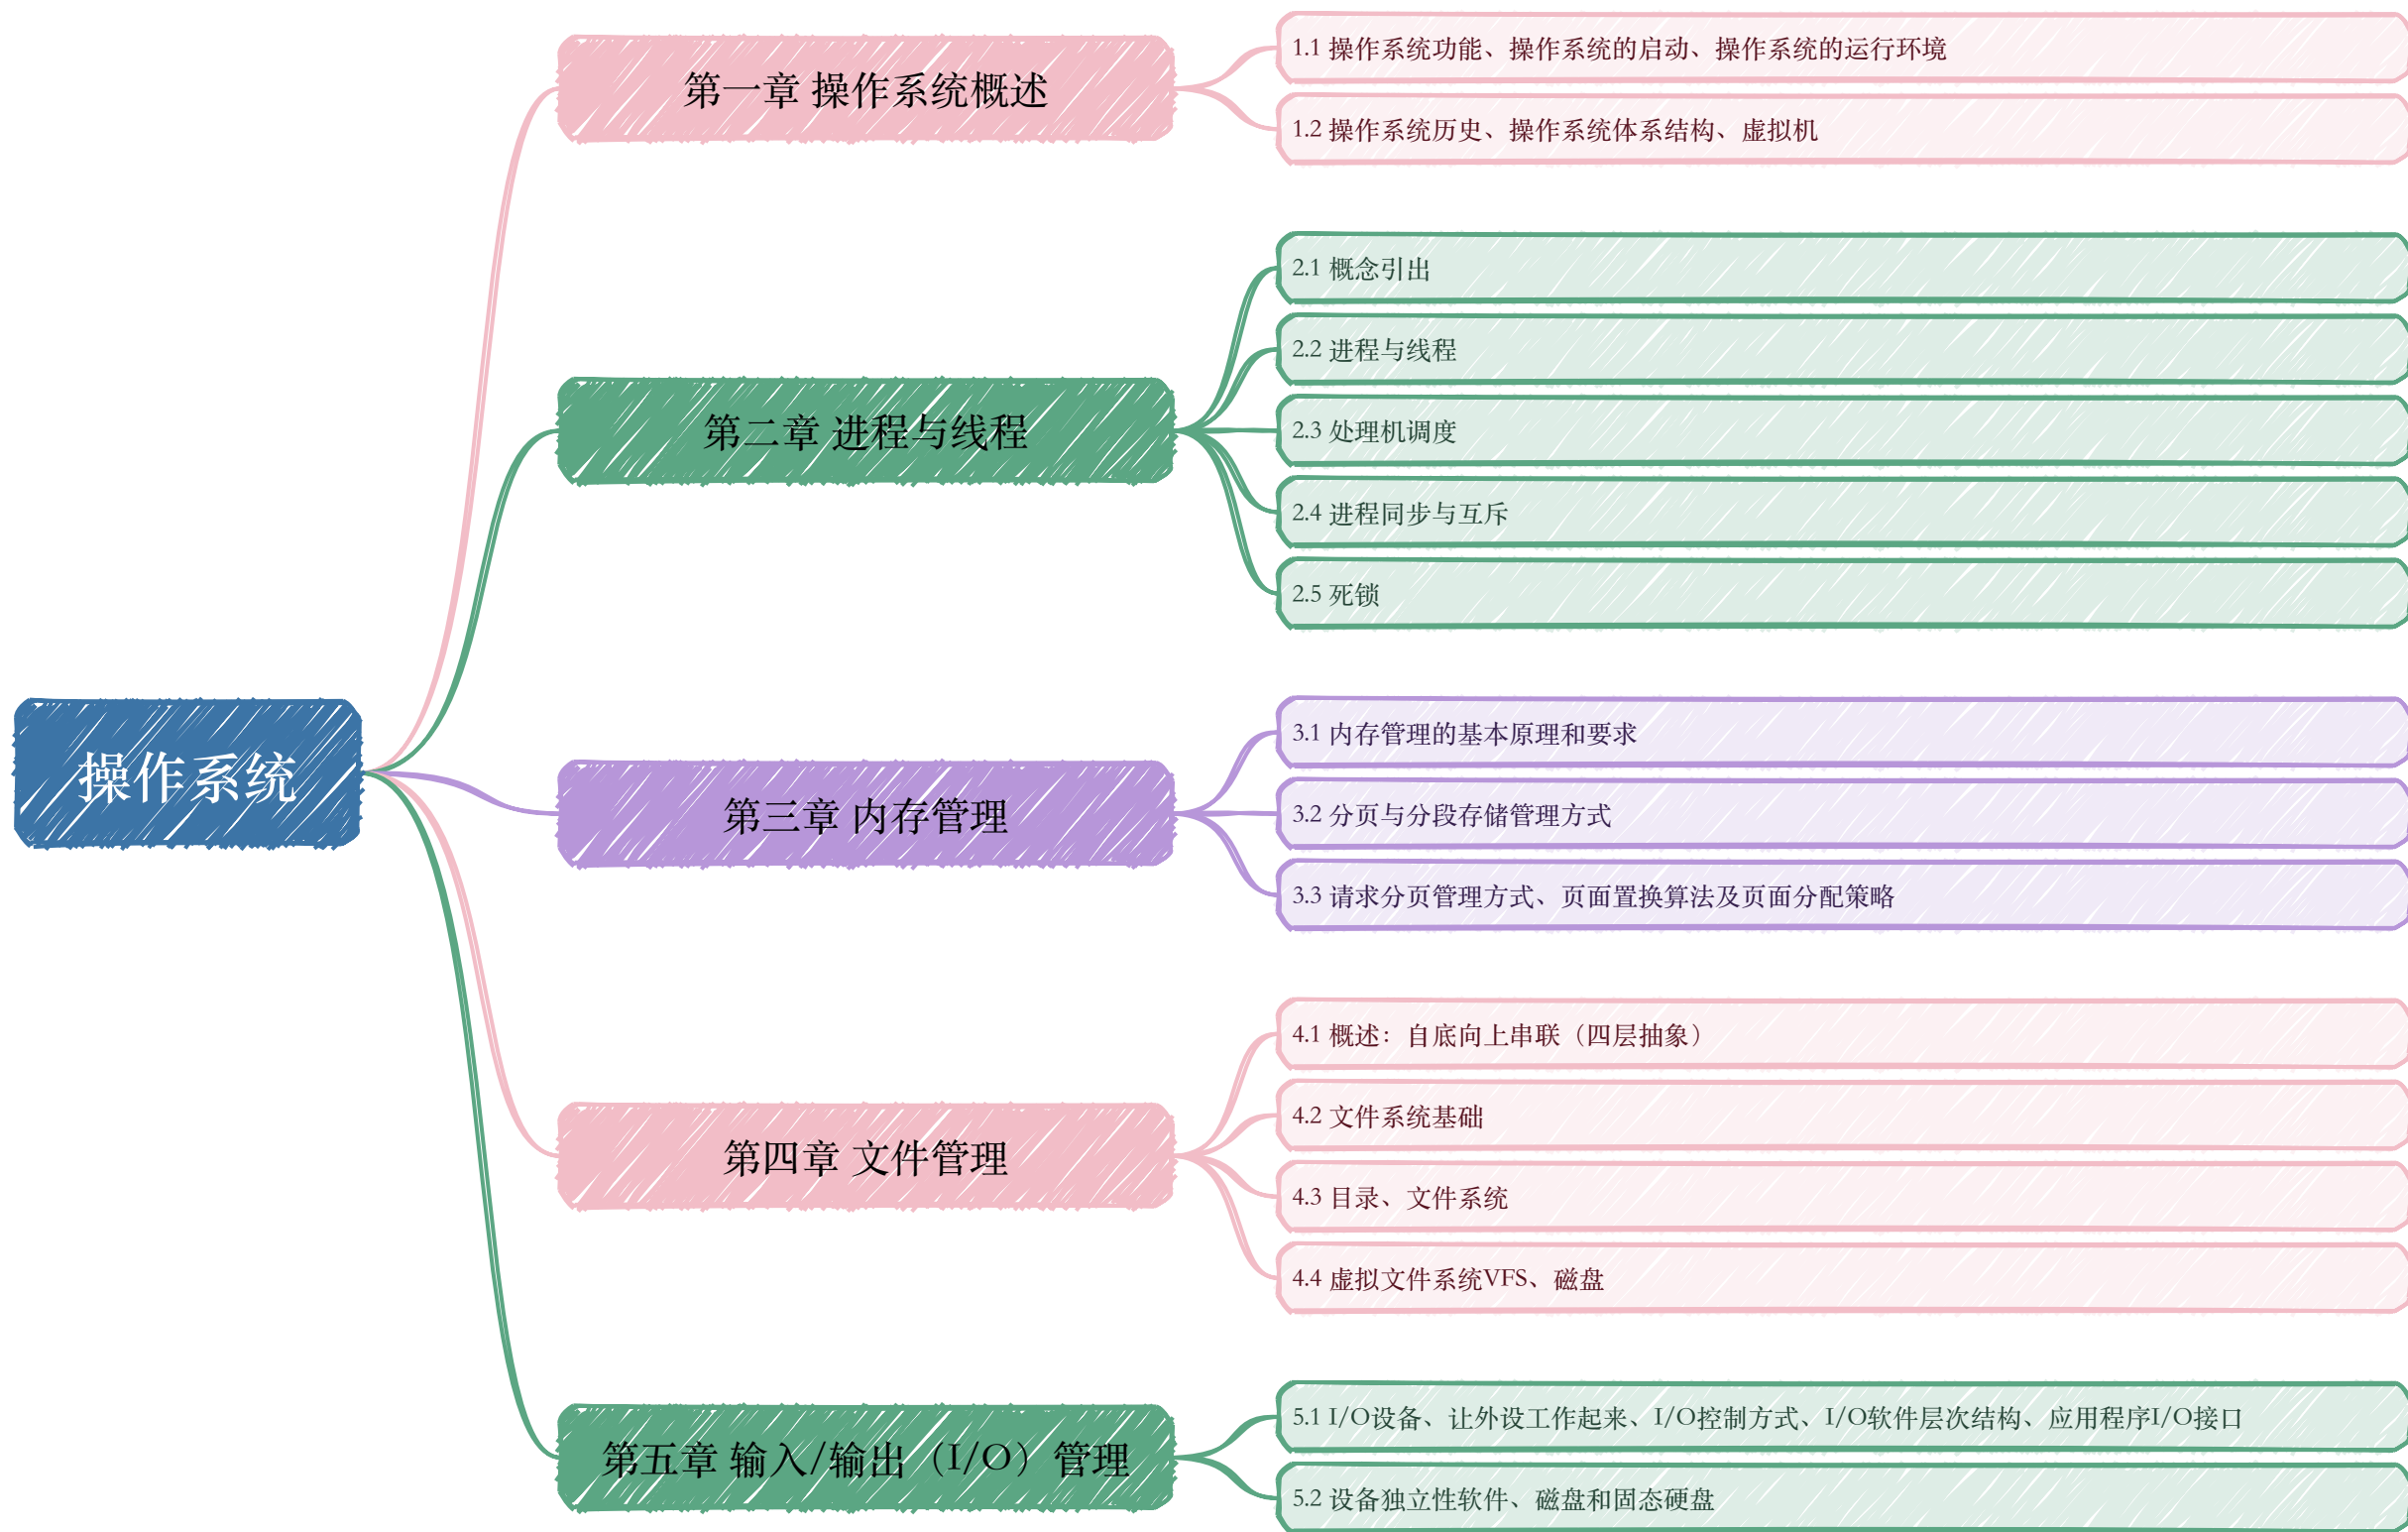 操作系统
第一章 操作系统概述
1.1 操作系统功能、操作系统的启动、操作系统的运行环境
1.2 操作系统历史、操作系统体系结构、虚拟机
第二章 进程与线程
2.1 概念引出
2.2 进程与线程
2.3 处理机调度
2.4 进程同步与互斥
2.5 死锁
第三章 内存管理
3.1 内存管理的基本原理和要求
3.2 分页与分段存储管理方式
3.3 请求分页管理方式、页面置换算法及页面分配策略
第四章 文件管理
4.1 概述：自底向上串联（四层抽象）
4.2 文件系统基础
4.3 目录、文件系统
4.4 虚拟文件系统VFS、磁盘
第五章 输入/输出（I/O）管理
5.1 I/O设备、让外设工作起来、I/O控制方式、I/O软件层次结构、应用程序I/O接口
5.2 设备独立性软件、磁盘和固态硬盘